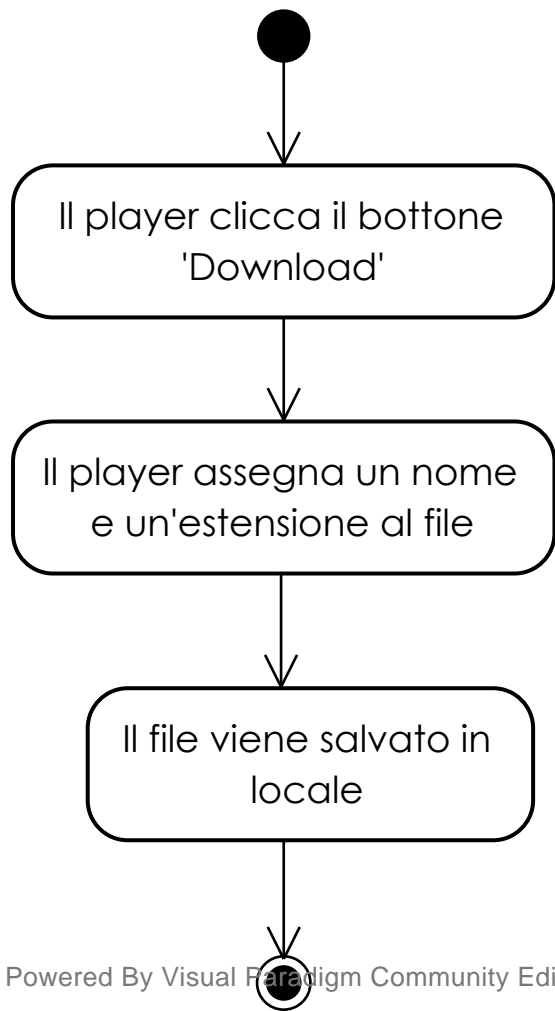 Il player clicca il bottone
'Download'
Il player assegna un nome
e un'estensione al file
Il file viene salvato in
locale
Powered By Visual Paradigm Community Edi